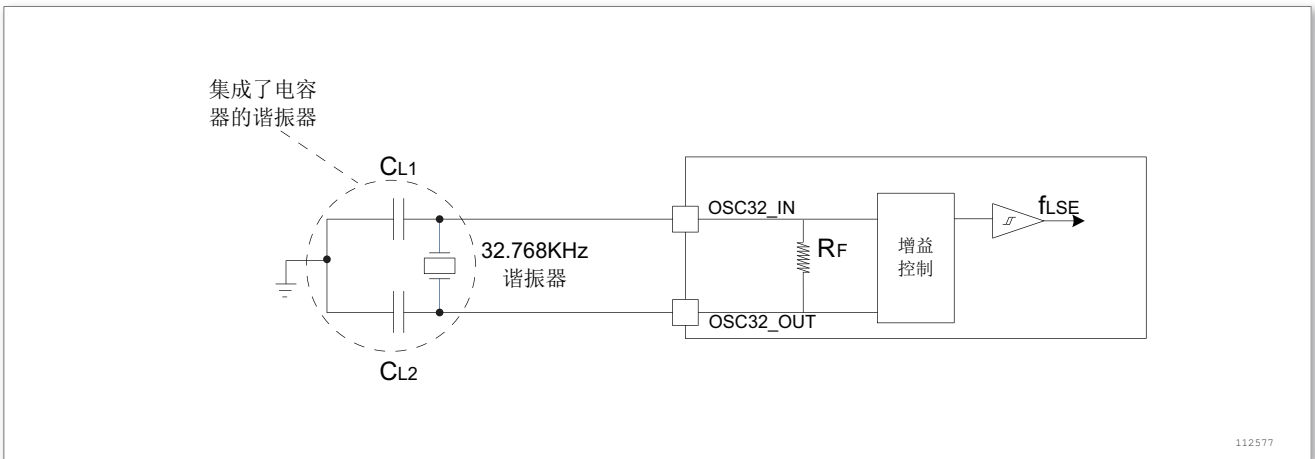 集成了电容
器的谐振器
CL1
OSC32_IN
fLSE
32.768KHz
谐振器
RF
增益
控制
OSC32_OUT
CL2
112577